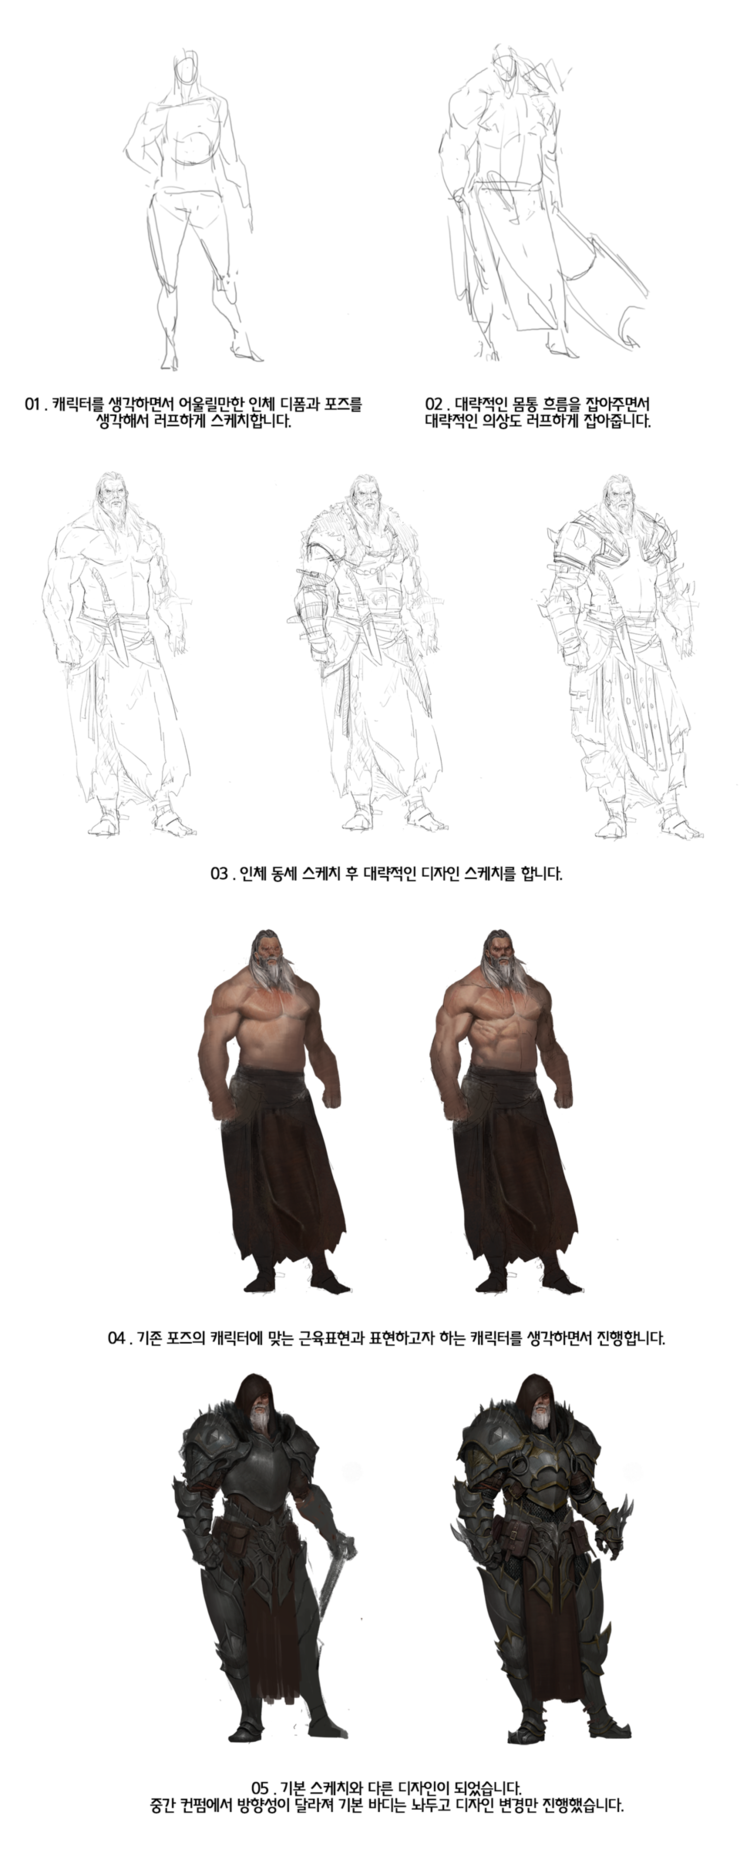 01 . 캐릭터를 생각하면서 어울릴만한 인체 디폼과 포즈를
생각해서 러프하게 스케치합니다.
02 . 대략적인 몸통 흐름을 잡아주면서
대략적인 의상도 러프하게 잡아줍니다.
03 . 인체 동세 스케치 후 대략적인 디자인 스케치를 합니다.
04 . 기존 포즈의 캐릭터에 맞는 근육표현과 표현하고자 하는 캐릭터를 생각하면서 진행합니다.
05 . 기본 스케치와 다른 디자인이 되었습니다.
중간 컨펌에서 방향성이 달라져 기본 바디는 놔두고 디자인 변경만 진행했습니다.